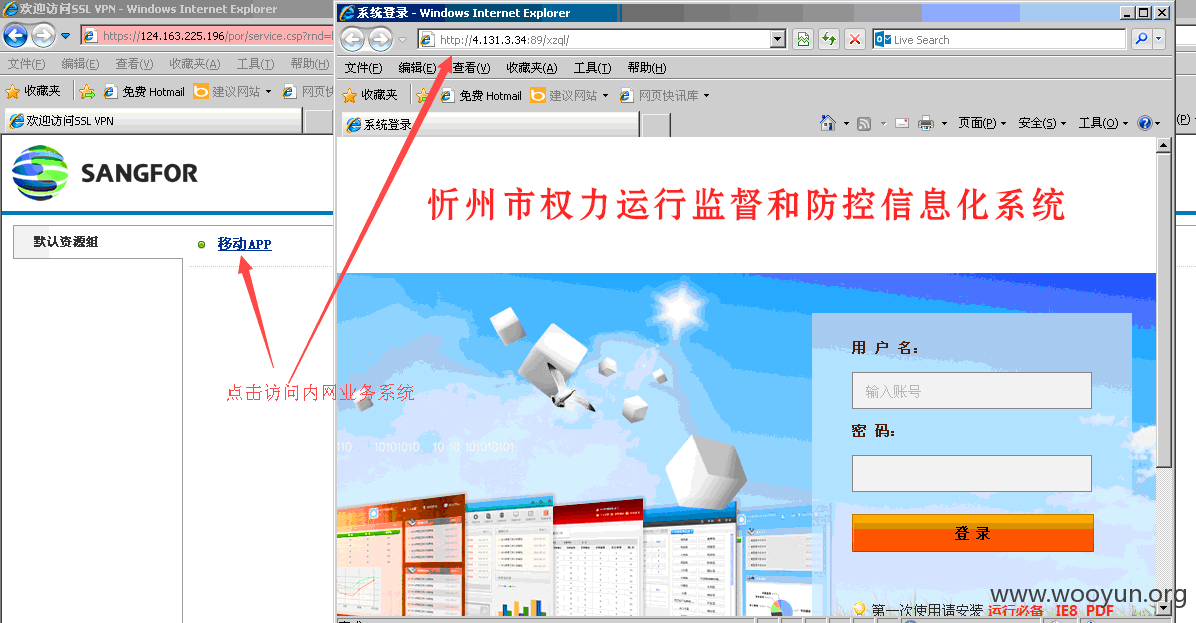 欢迎访问SSL VPN - Windows Internet Explorer
https://124.163.225.196/por/service.csp?rnd=
文件(F) 编辑(E) 查看(V) 收藏夹(A) 工具(T) 帮助(H)
收藏夹 免费 Hotmail 建议网站 网页快
欢迎访问SSL VPN
SANGFOR
默认资源组
移动APP
点击访问内网业务系统
系统登录 - Windows Internet Explorer
http://4.131.3.34:89/xzql/
Live Search
文件(F) 编辑(E) 查看(V) 收藏夹(A) 工具(T) 帮助(H)
收藏夹 免费 Hotmail 建议网站 网页快讯库
系统登录
页面(P) 安全(S) 工具(O)
(P)
忻州市权力运行监督和防控信息化系统
用 户 名:
输入账号
密 码:
登 录
第一次使用请安装 运行必备 IE8 PDF
www.wooyun.org